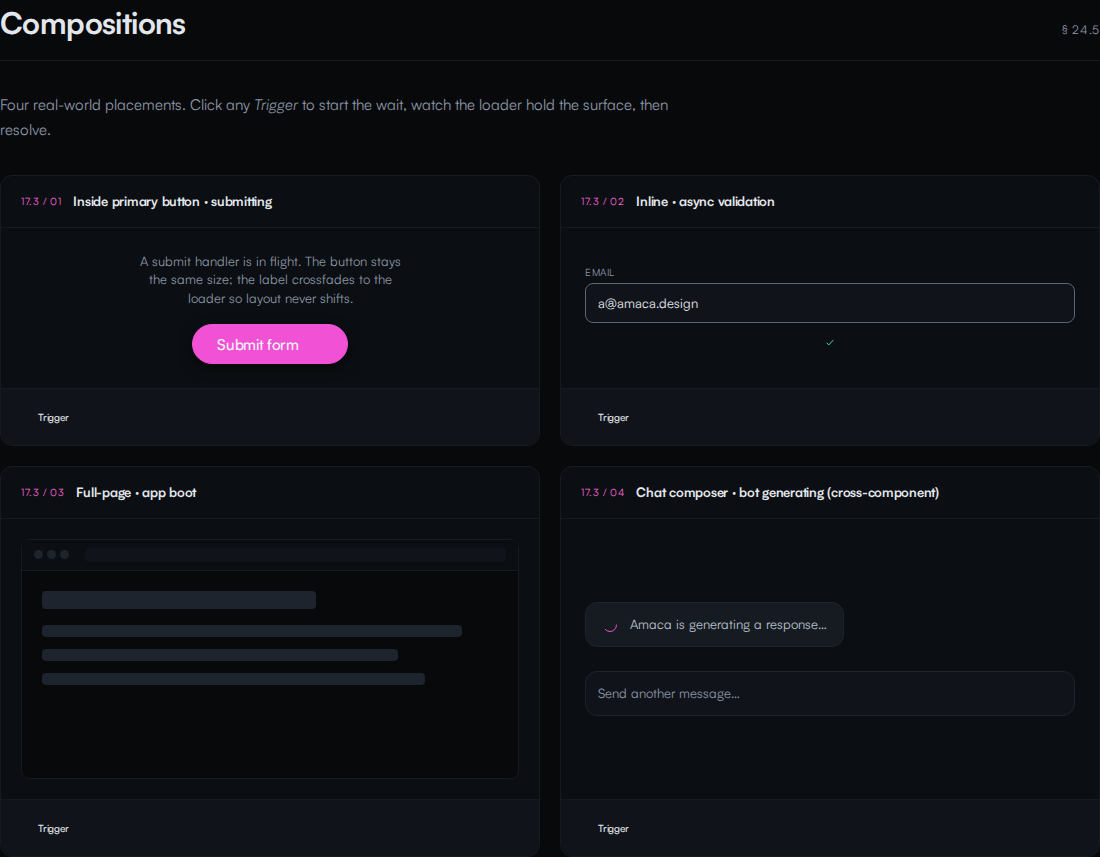 Compositions
§ 24.5
Four real-world placements. Click any Trigger to start the wait, watch the loader hold the surface, then
resolve.
17.3 / 01 Inside primary button • submitting
A submit handler is in flight. The button stays
the same size; the label crossfades to the
loader so layout never shifts.
Submit form
Trigger
17.3 / 02 Inline • async validation
EMAIL
a@amaca.design
Trigger
17.3 / 03 Full-page • app boot
Trigger
17.3 / 04 Chat composer • bot generating (cross-component)
Amaca is generating a response…
Send another message…
Trigger